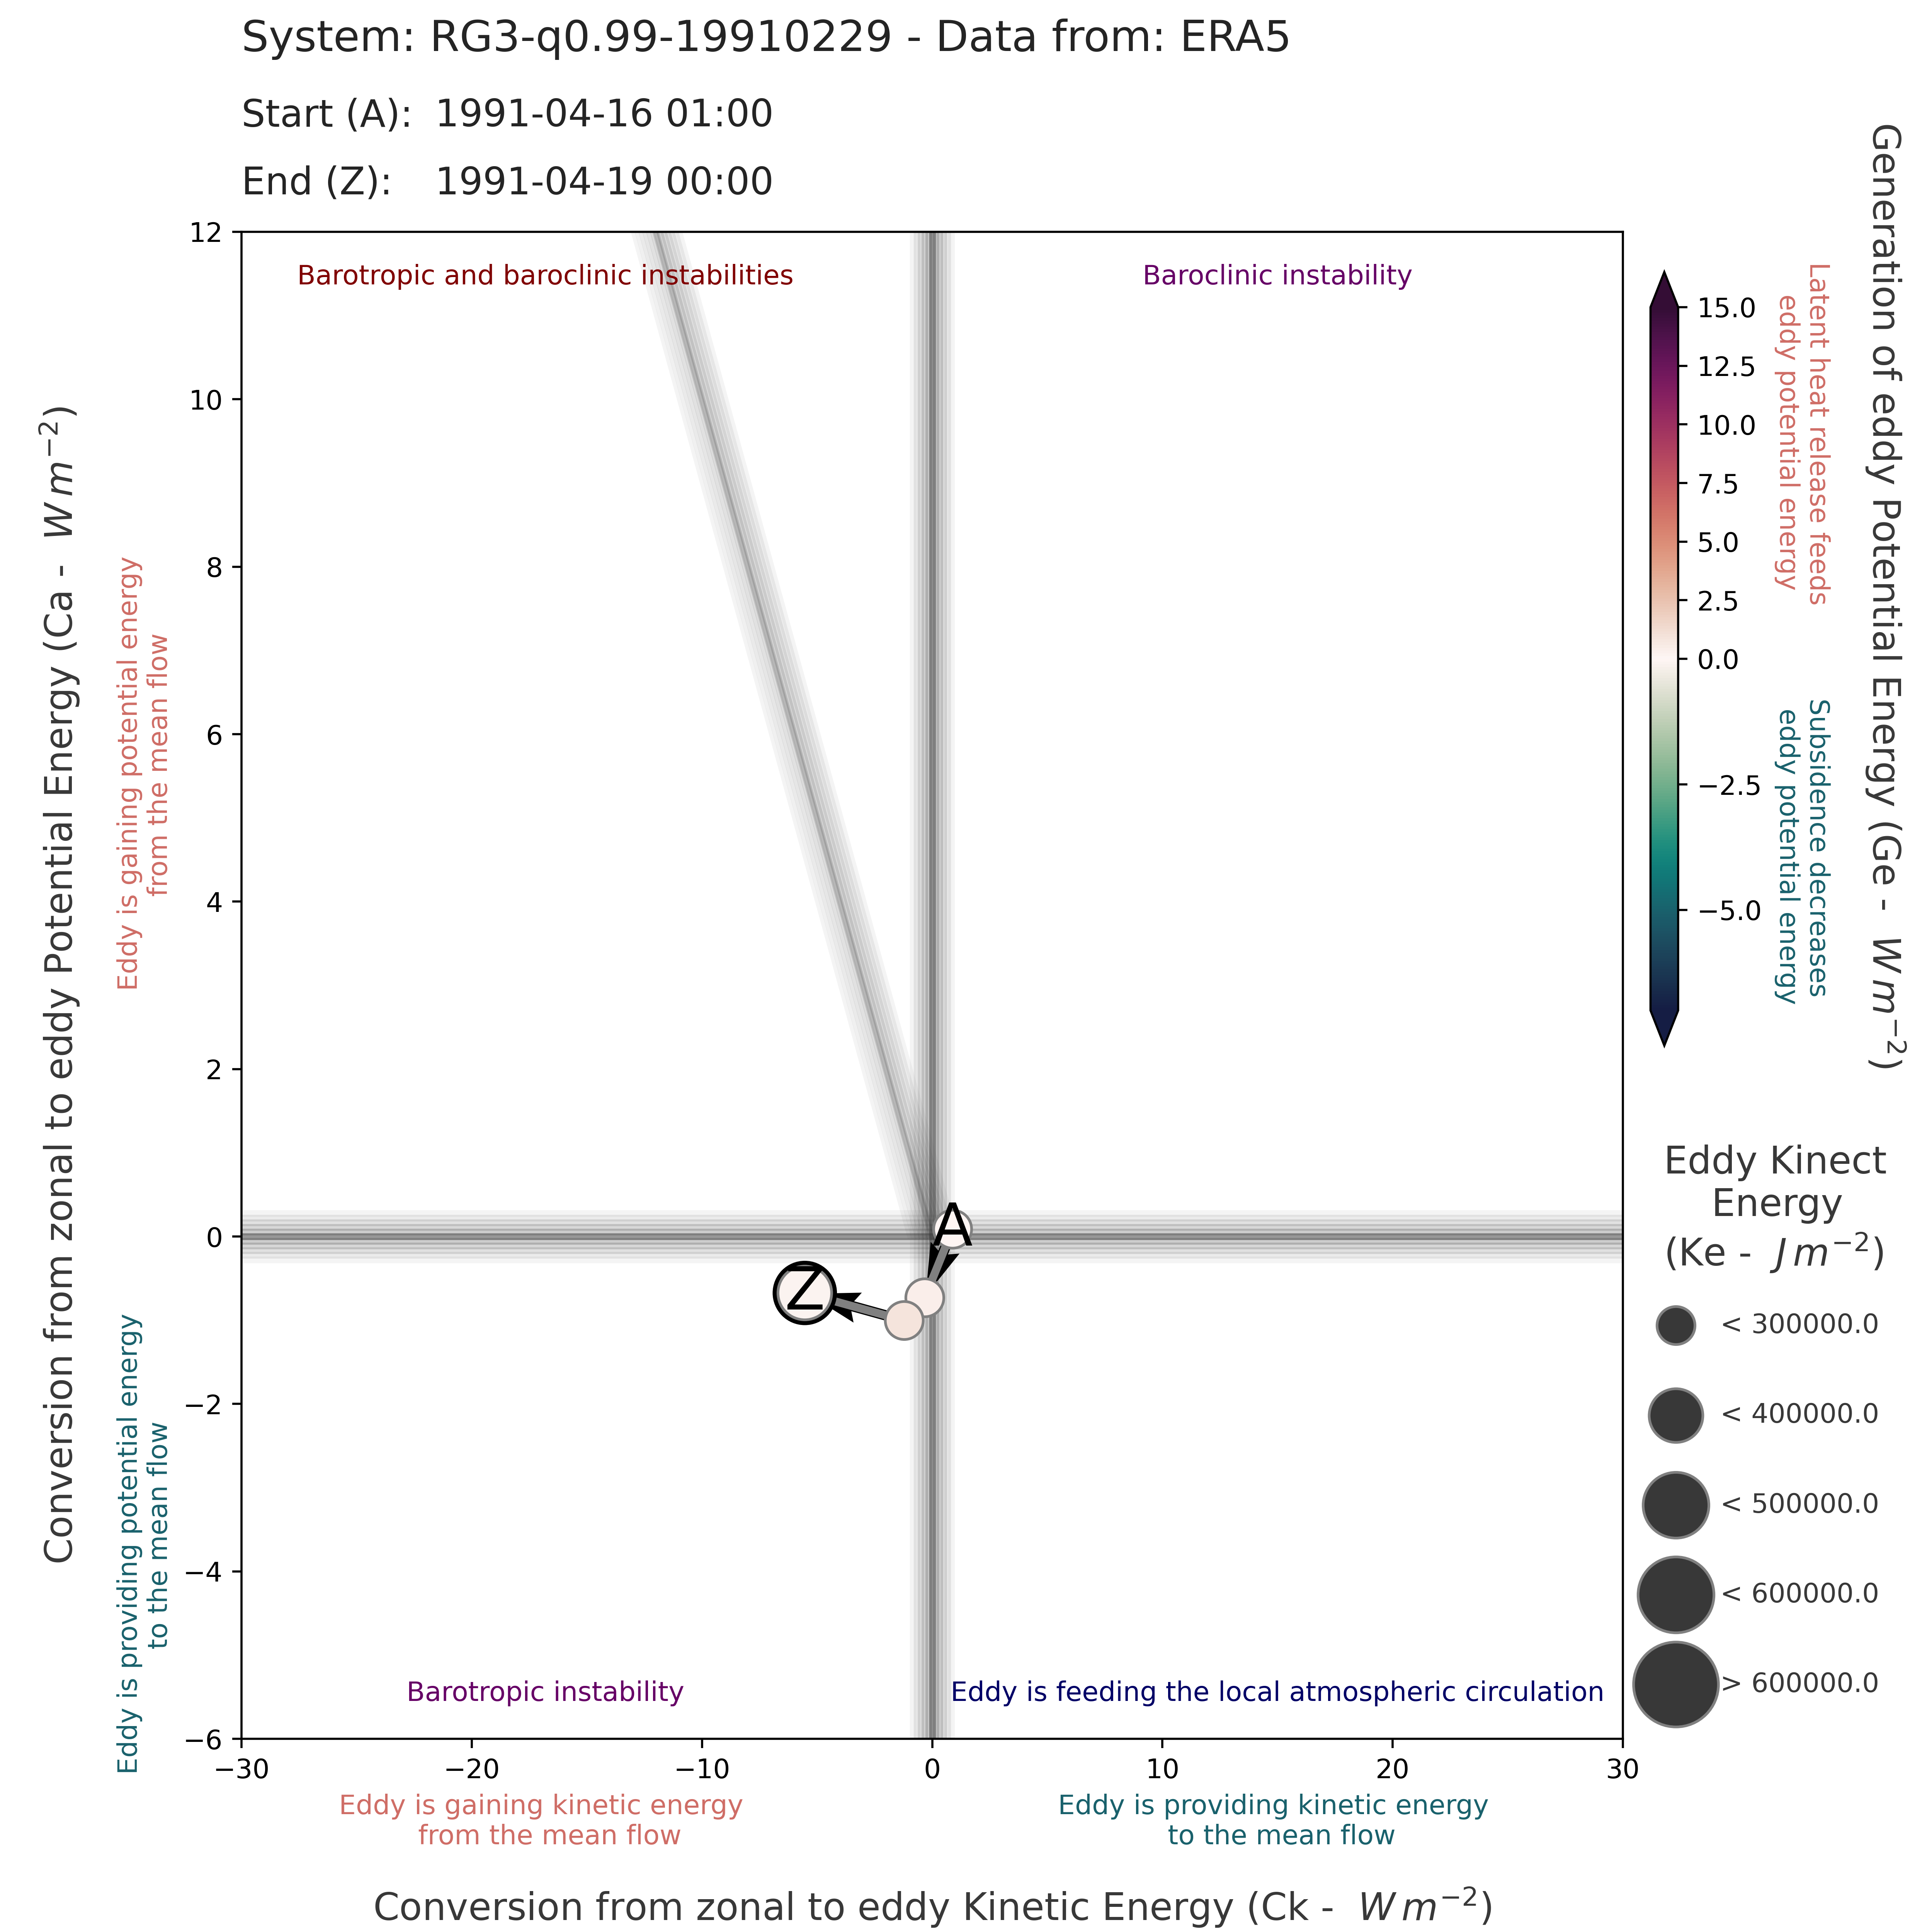 System: RG3-q0.99-19910229 - Data from: ERA5
Start (A): 1991-04-16 01:00
End (Z): 1991-04-19 00:00
Barotropic and baroclinic instabilities
Baroclinic instability
Barotropic instability
Eddy is feeding the local atmospheric circulation
A
Z
12
10
8
6
4
2
0
−2
−4
−6
−30
−20
−10
0
10
20
30
Conversion from zonal to eddy Potential Energy (Ca - W m−2)
Eddy is gaining potential energy
from the mean flow
Eddy is providing potential energy
to the mean flow
Eddy is gaining kinetic energy
from the mean flow
Eddy is providing kinetic energy
to the mean flow
Conversion from zonal to eddy Kinetic Energy (Ck - W m−2)
15.0
12.5
10.0
7.5
5.0
2.5
0.0
−2.5
−5.0
Latent heat release feeds
eddy potential energy
Subsidence decreases
eddy potential energy
Generation of eddy Potential Energy (Ge - W m−2)
Eddy Kinect
Energy
(Ke - J m−2)
< 300000.0
< 400000.0
< 500000.0
< 600000.0
> 600000.0